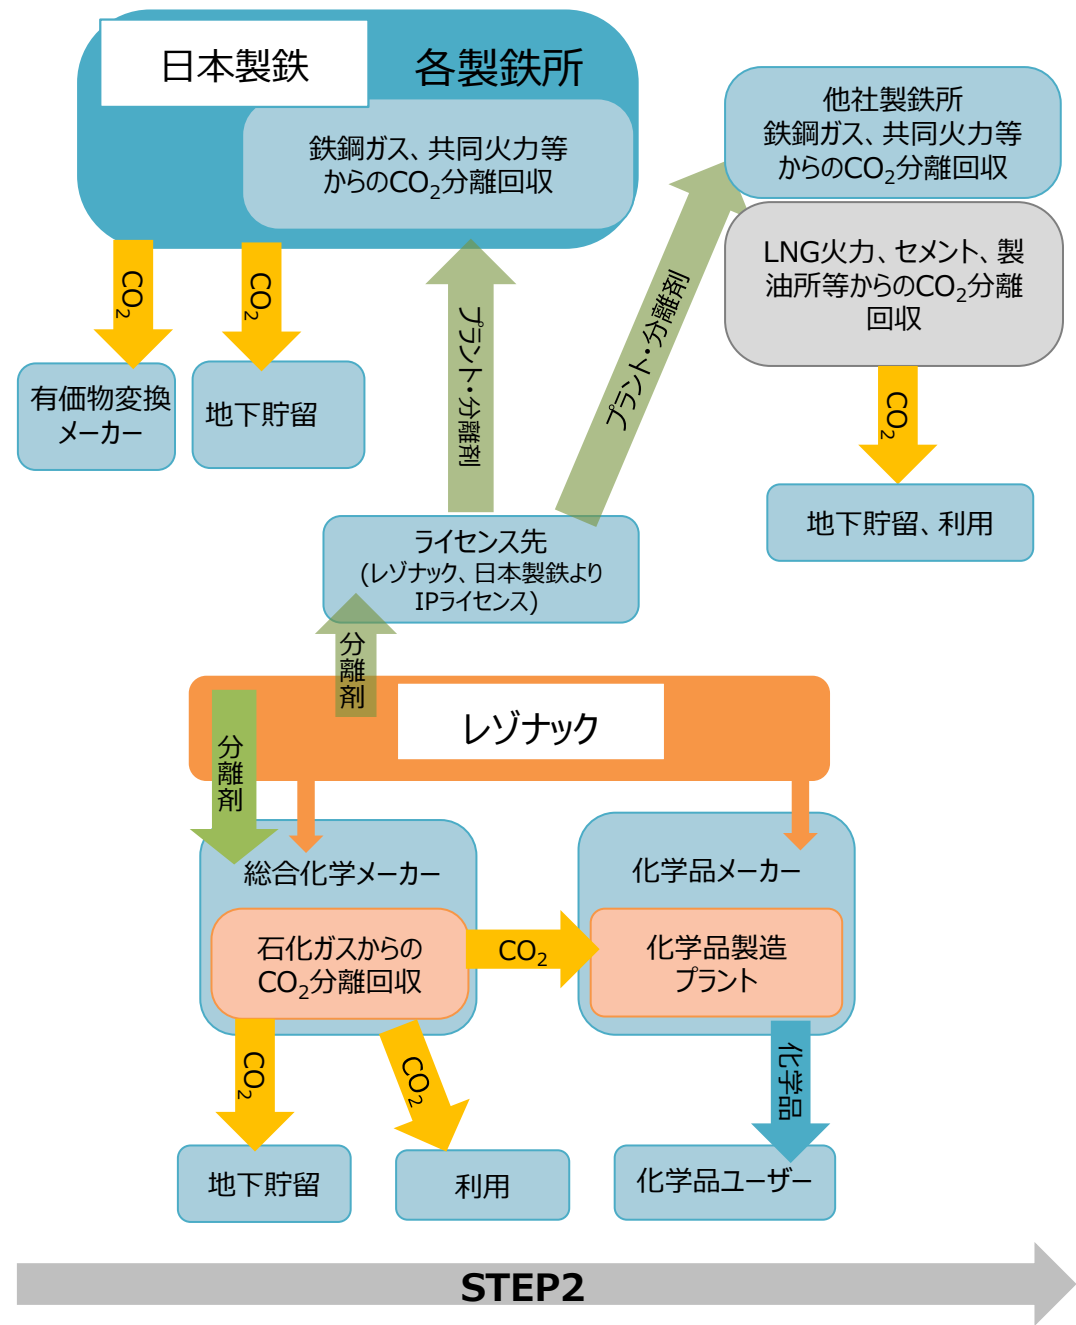 日本製鉄
各製鉄所
鉄鋼ガス、共同火力等
からのCO₂分離回収
他社製鉄所
鉄鋼ガス、共同火力等
からのCO₂分離回収
LNG火力、セメント、製
油所等からのCO₂分離
回収
CO₂
CO₂
プラント・分離剤
プラント・分離剤
有価物変換
メーカー
地下貯留
CO₂
地下貯留、利用
ライセンス先
(レゾナック、日本製鉄より
IPライセンス)
分離剤
レゾナック
分離剤
総合化学メーカー
石化ガスからの
CO₂分離回収
CO₂
化学品メーカー
化学品製造
プラント
CO₂
CO₂
化学品
地下貯留
利用
化学品ユーザー
STEP2